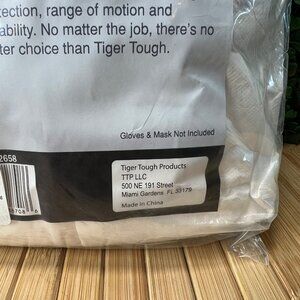 ection, range of motion and
ability. No matter the job, there's no
ter choice than Tiger Tough.
Gloves & Mask Not Included
2658
Tiger Tough Products
TTP LLC
500 NE 191 Street
Miami Gardens FL 33179
Made in China